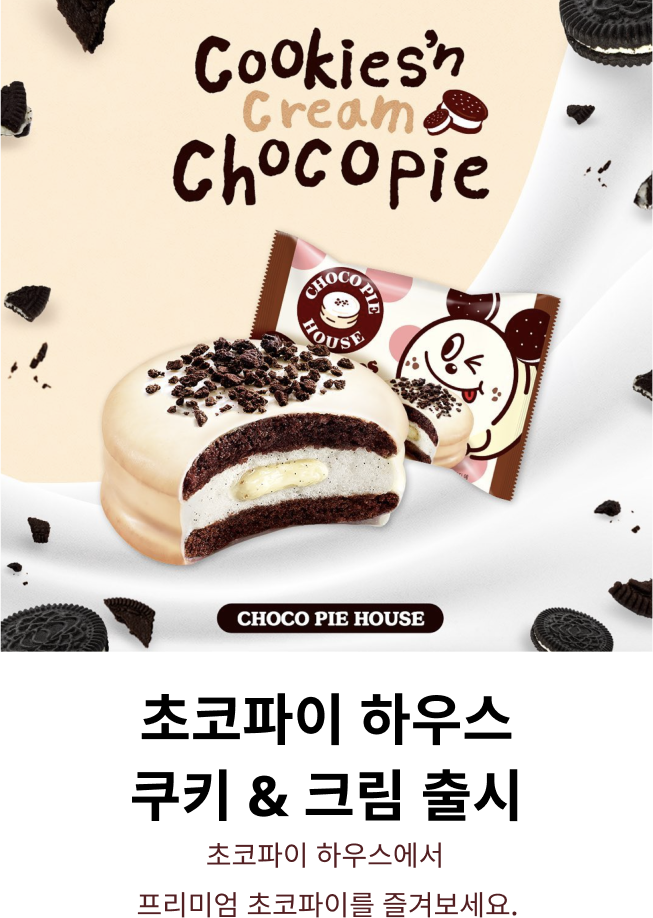 Cookies'n
Cream
Chocopie
CHOCO PIE
HOUSE
CHOCO PIE HOUSE
초코파이 하우스
쿠키 & 크림 출시
초코파이 하우스에서
프리미엄 초코파이를 즐겨보세요.